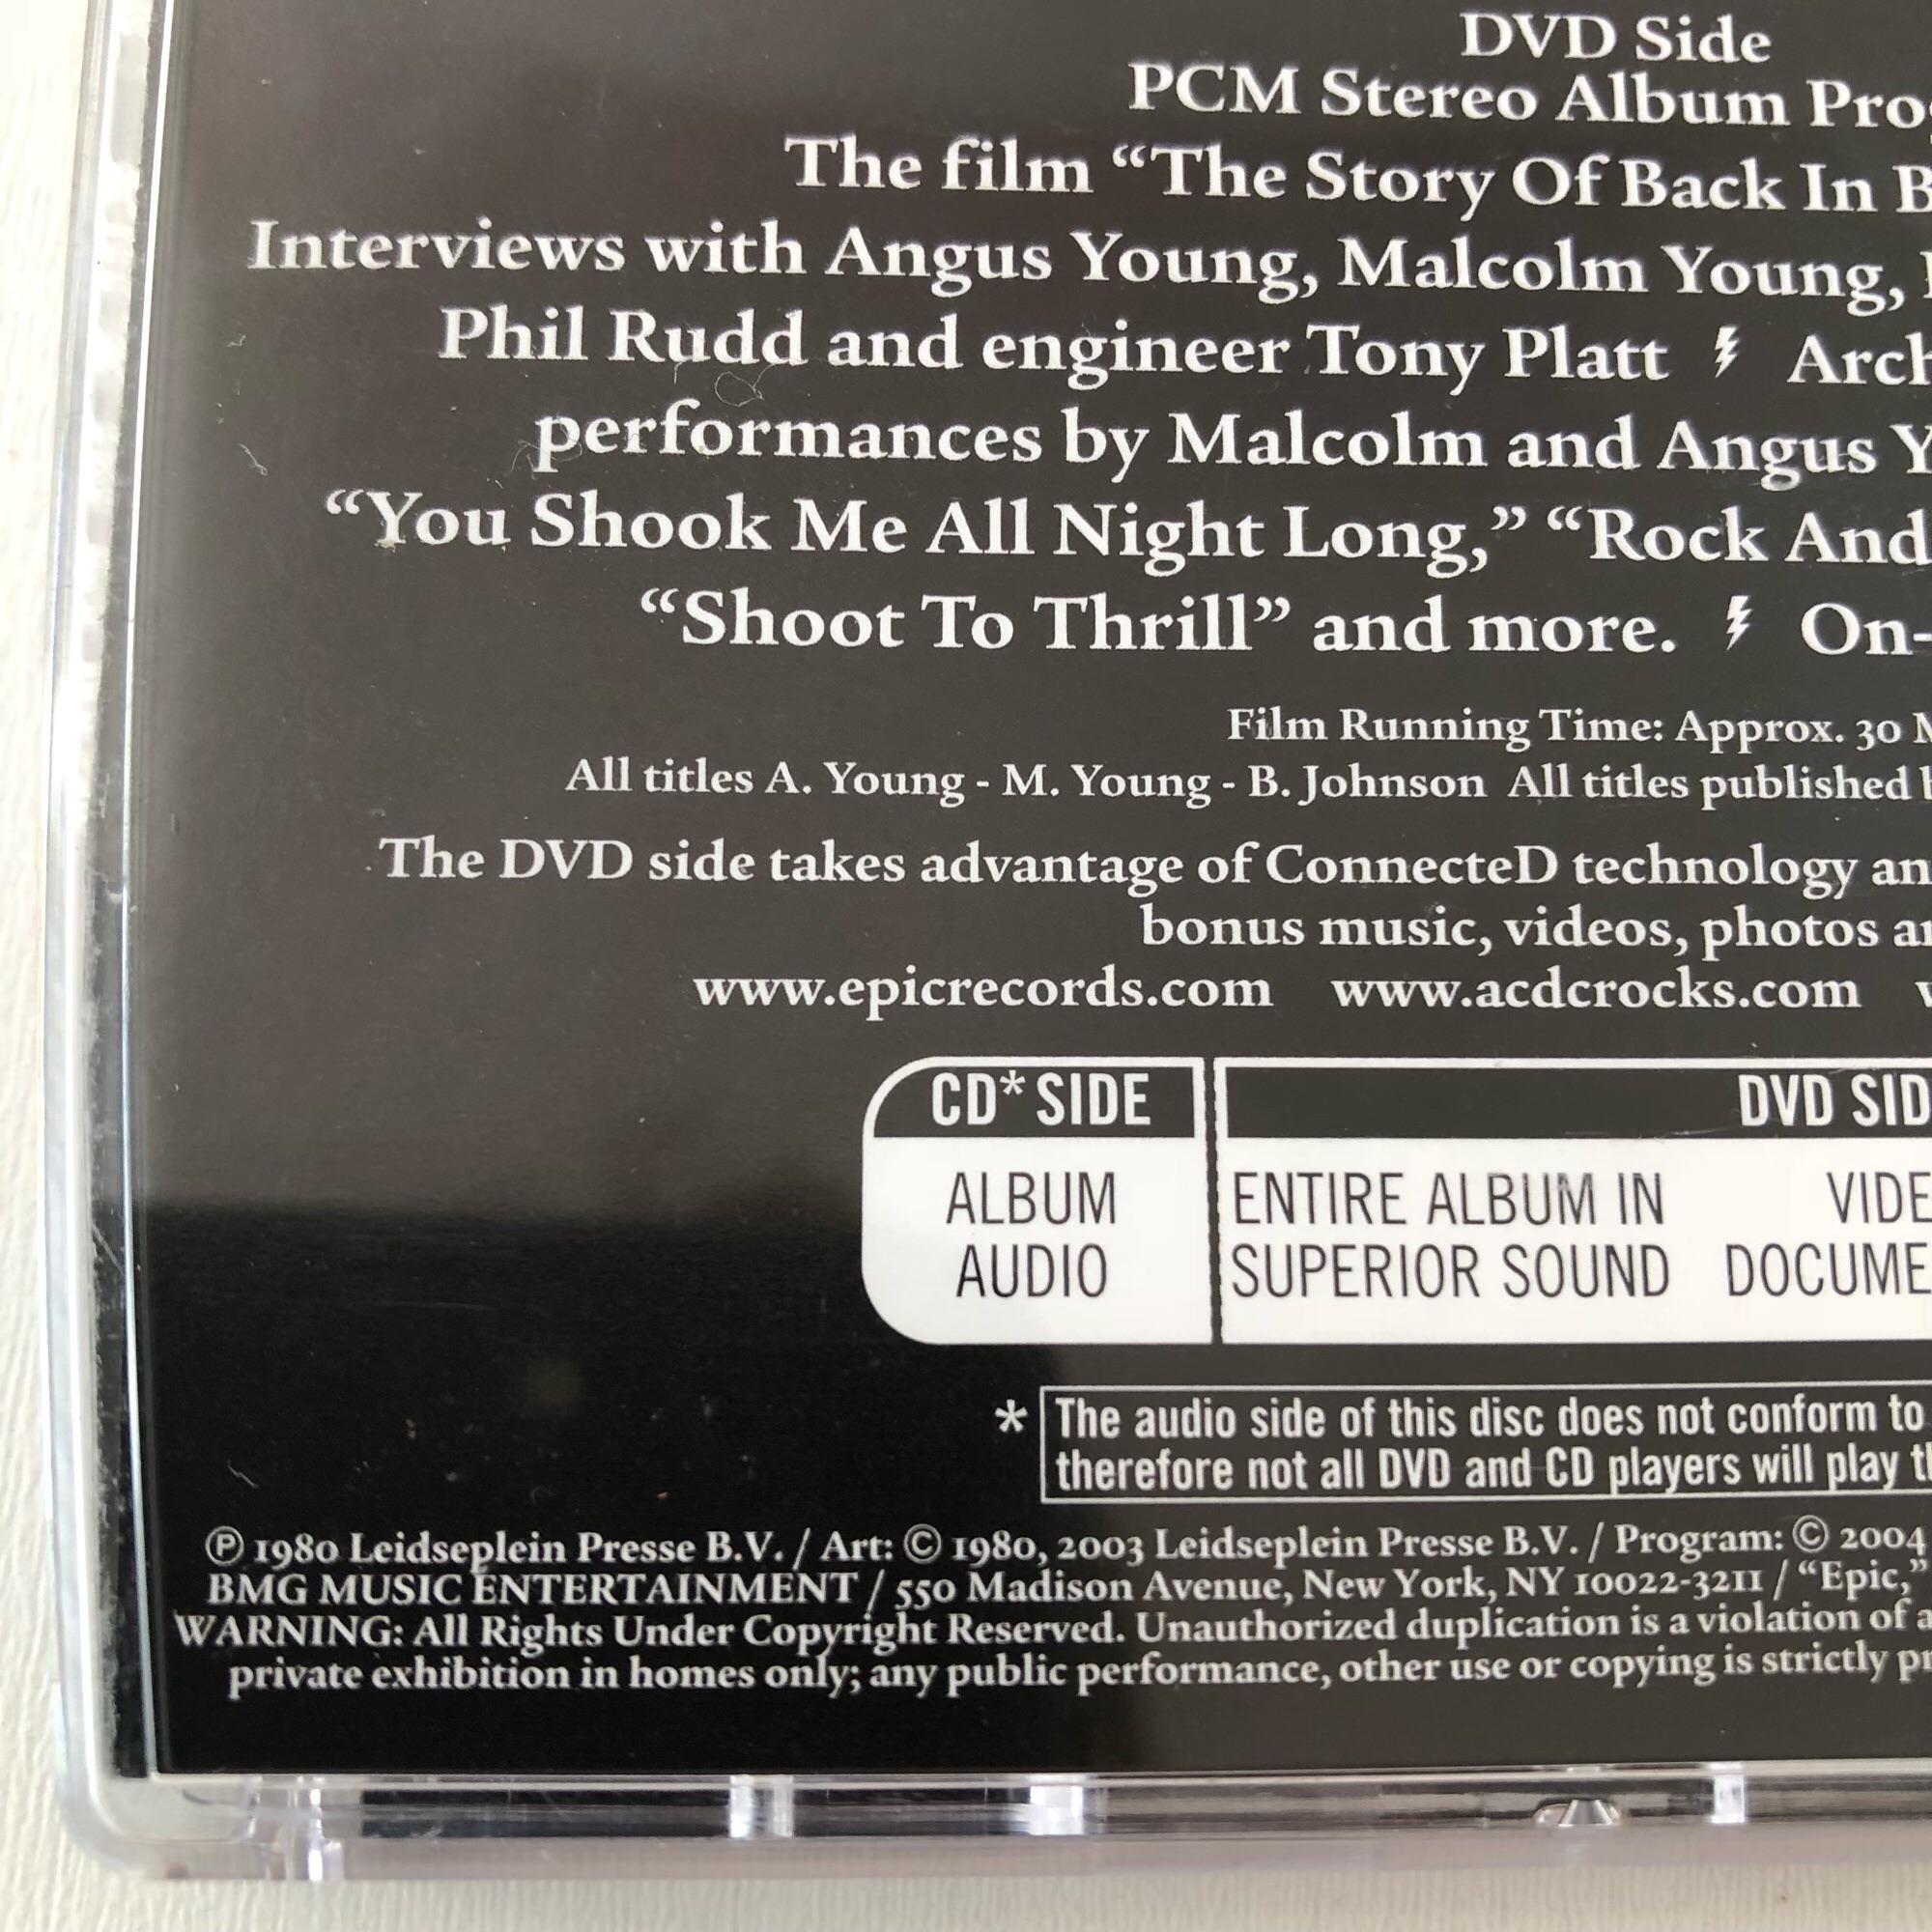 DVD Side
PCM Stereo Album Pro
The film “The Story Of Back In B
Interviews with Angus Young, Malcolm Young,
Phil Rudd and engineer Tony Platt Arch
performances by Malcolm and Angus Y
“You Shook Me All Night Long,” “Rock And
“Shoot To Thrill” and more. On-
Film Running Time: Approx. 30 M
All titles A. Young - M. Young - B. Johnson All titles published b
The DVD side takes advantage of ConnecteD technology an
bonus music, videos, photos a
www.epicrecords.com www.acdcrocks.com w
CD* SIDE DVD SID
ALBUM ENTIRE ALBUM IN VIDE
AUDIO SUPERIOR SOUND DOCUME
* The audio side of this disc does not conform to
therefore not all DVD and CD players will play th
℗ 1980 Leidseplein Presse B.V. / Art: © 1980, 2003 Leidseplein Presse B.V. / Program: © 2004
BMG MUSIC ENTERTAINMENT / 550 Madison Avenue, New York, NY 10022-3211 / “Epic,”
WARNING: All Rights Under Copyright Reserved. Unauthorized duplication is a violation of a
private exhibition in homes only; any public performance, other use or copying is strictly pr